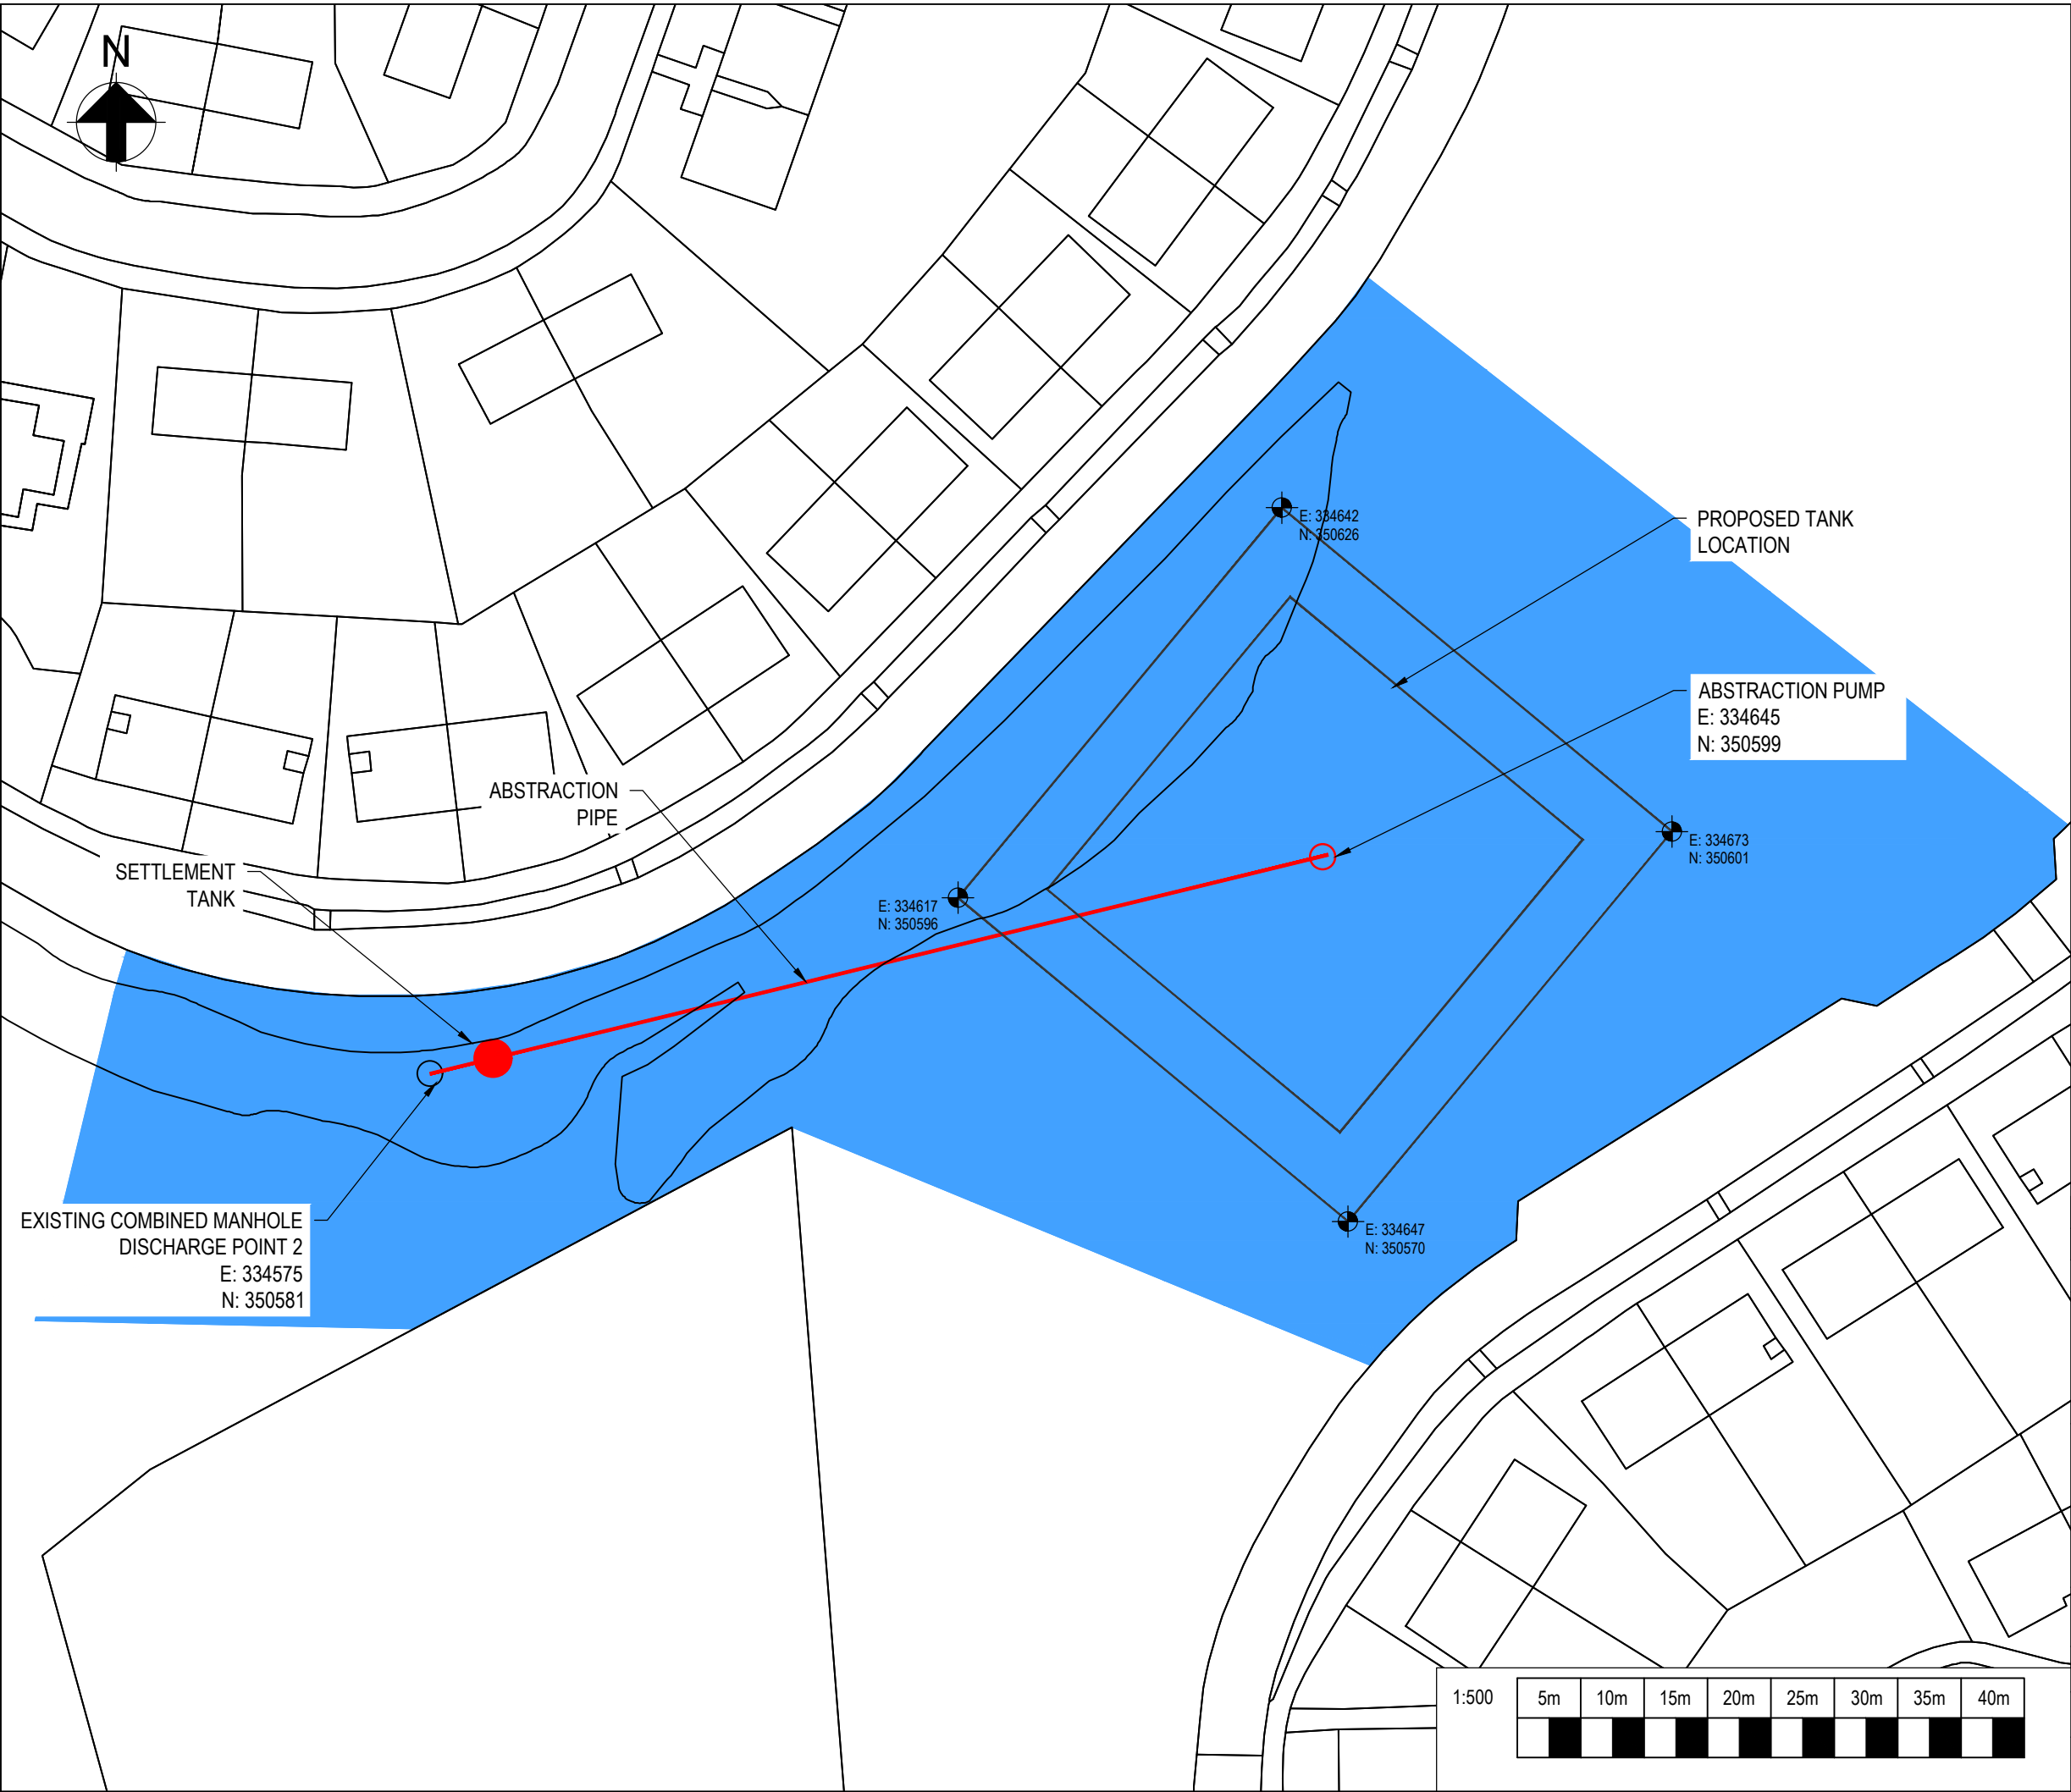 N
E: 334642
N: 350626
PROPOSED TANK
LOCATION
ABSTRACTION PUMP
E: 334645
N: 350599
ABSTRACTION
PIPE
E: 334673
N: 350601
SETTLEMENT
TANK
E: 334617
N: 350596
EXISTING COMBINED MANHOLE
DISCHARGE POINT 2
E: 334575
N: 350581
E: 334647
N: 350570
1:500 5m 10m 15m 20m 25m 30m 35m 40m